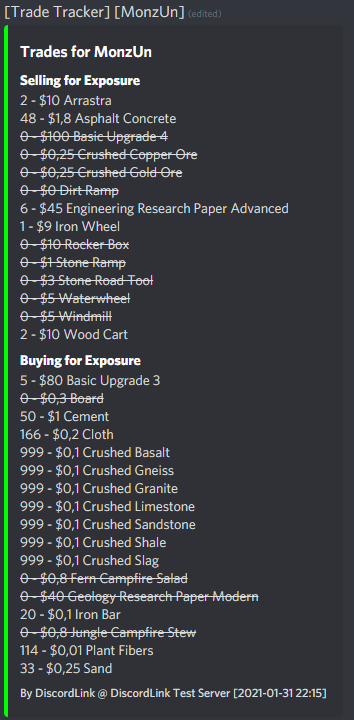 [Trade Tracker] [MonzUn] (edited)
Trades for MonzUn
Selling for Exposure
2 - $10 Arrastra
48 - $1,8 Asphalt Concrete
0 - $100 Basic Upgrade 4
0 - $0,25 Crushed Copper Ore
0 - $0,25 Crushed Gold Ore
0 - $0 Dirt Ramp
6 - $45 Engineering Research Paper Advanced
1 - $9 Iron Wheel
0 - $10 Rocker Box
0 - $1 Stone Ramp
0 - $3 Stone Road Tool
0 - $5 Waterwheel
0 - $5 Windmill
2 - $10 Wood Cart
Buying for Exposure
5 - $80 Basic Upgrade 3
0 - $0,3 Board
50 - $1 Cement
166 - $0,2 Cloth
999 - $0,1 Crushed Basalt
999 - $0,1 Crushed Gneiss
999 - $0,1 Crushed Granite
999 - $0,1 Crushed Limestone
999 - $0,1 Crushed Sandstone
999 - $0,1 Crushed Shale
999 - $0,1 Crushed Slag
0 - $0,8 Fern Campfire Salad
0 - $40 Geology Research Paper Modern
20 - $0,1 Iron Bar
0 - $0,8 Jungle Campfire Stew
114 - $0,01 Plant Fibers
33 - $0,25 Sand
By DiscordLink @ DiscordLink Test Server [2021-01-31 22:15]